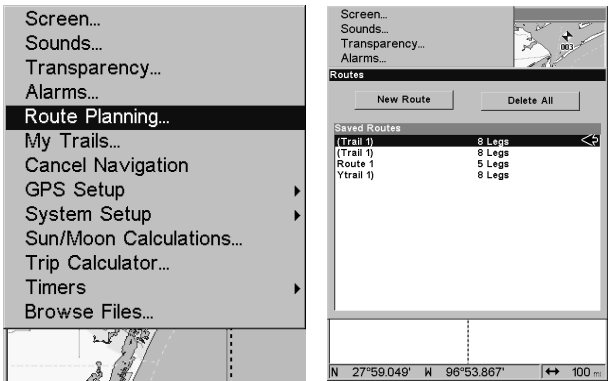 Screen...
Sounds...
Transparency...
Alarms...
Route Planning...
My Trails...
Cancel Navigation
GPS Setup
System Setup
Sun/Moon Calculations...
Trip Calculator...
Timers
Browse Files...
Screen...
Sounds...
Transparency...
Alarms...
003
Routes
New Route Delete All
Saved Routes
(Trail 1) 8 Legs
(Trail 1) 8 Legs
Route 1 5 Legs
Ytrail 1) 8 Legs
N 27°59.049' W 96°53.867' ↔ 100 mi